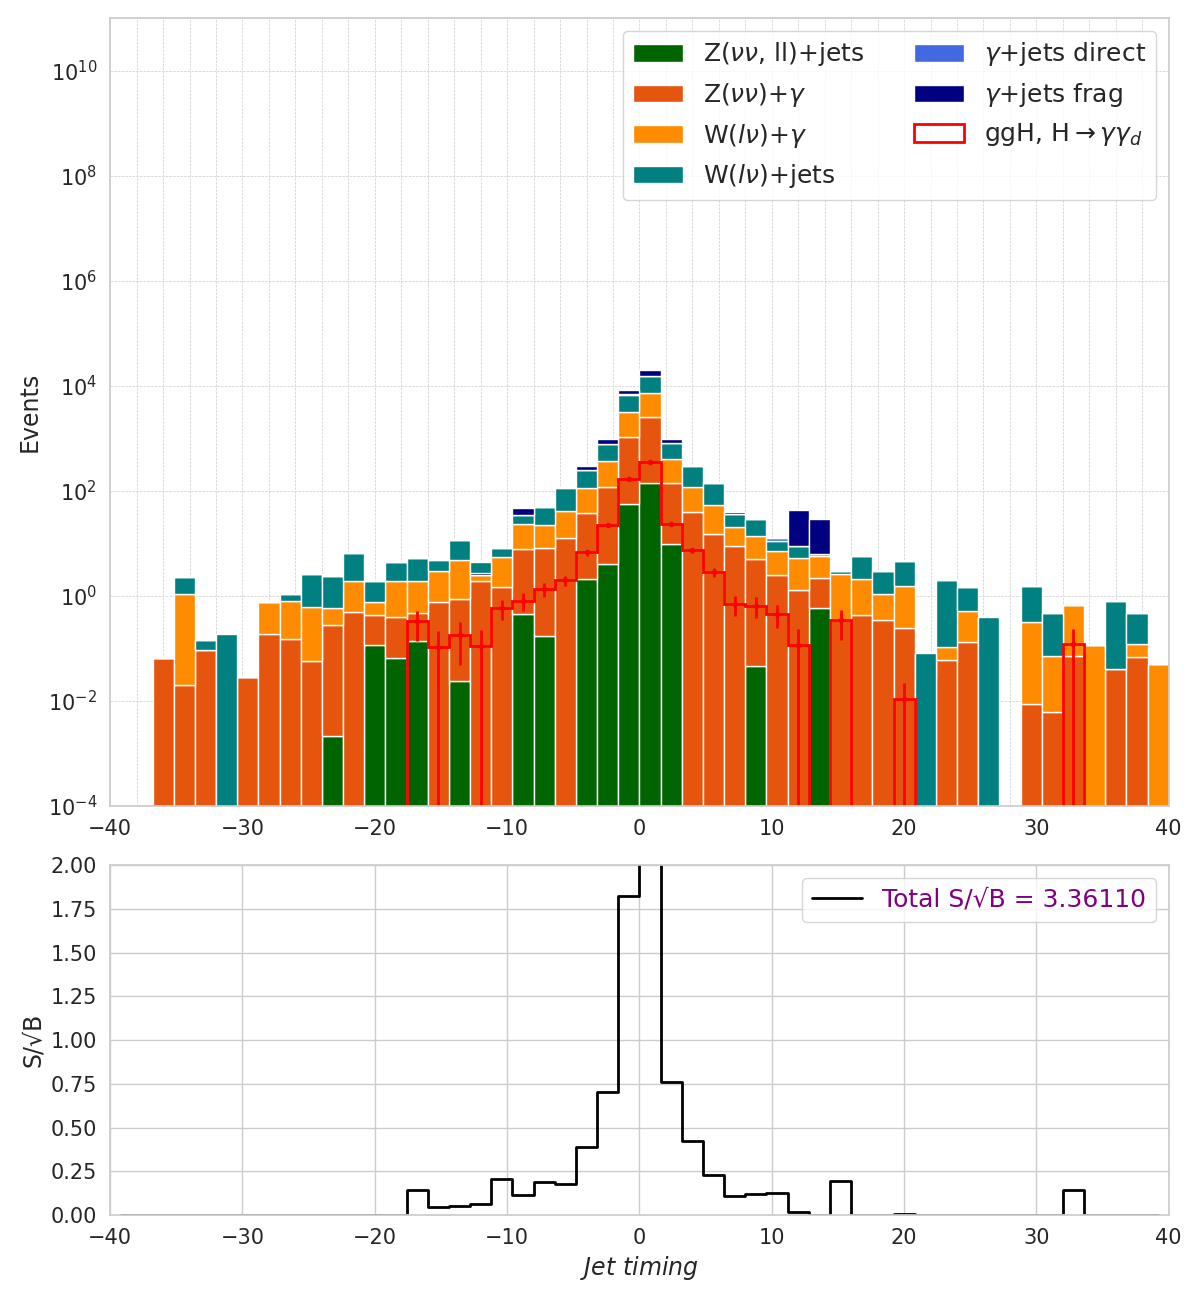 Z(νν, ll)+jets
Z(νν)+γ
W(lν)+γ
W(lν)+jets
γ+jets direct
γ+jets frag
ggH, H→γγ_d
Events
10^10
10^8
10^6
10^4
10^2
10^0
10^−2
10^−4
−40 −30 −20 −10 0 10 20 30 40
Total S/√B = 3.36110
S/√B
2.00
1.75
1.50
1.25
1.00
0.75
0.50
0.25
0.00
−40 −30 −20 −10 0 10 20 30 40
Jet timing